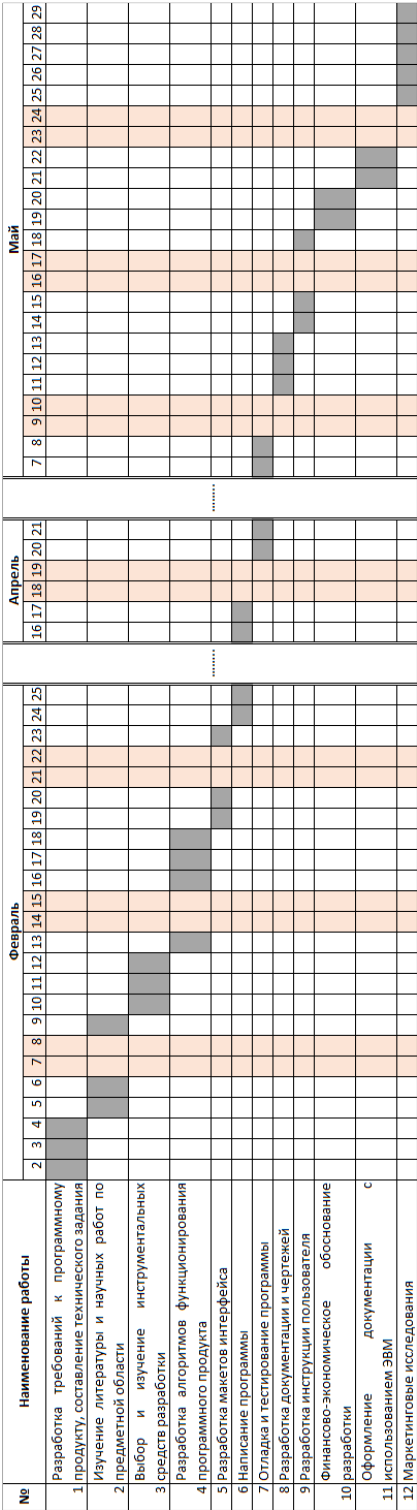 № Наименование работы Февраль Апрель Май
2 3 4 5 6 7 8 9 10 11 12 13 14 15 16 17 18 19 20 21 22 23 24 25 ........ 16 17 18 19 20 21 ........ 7 8 9 10 11 12 13 14 15 16 17 18 19 20 21 22 23 24 25 26 27 28 29
Разработка требований к программному
1 продукту, составление технического задания
Изучение литературы и научных работ по
2 предметной области
Выбор и изучение инструментальных
3 средств разработки
Разработка алгоритмов функционирования
4 программного продукта
5 Разработка макетов интерфейса
6 Написание программы
7 Отладка и тестирование программы
8 Разработка документации и чертежей
9 Разработка инструкции пользователя
Финансово-экономическое обоснование
10 разработки
Оформление документации с
11 использованием ЭВМ
12 Маркетинговые исследования